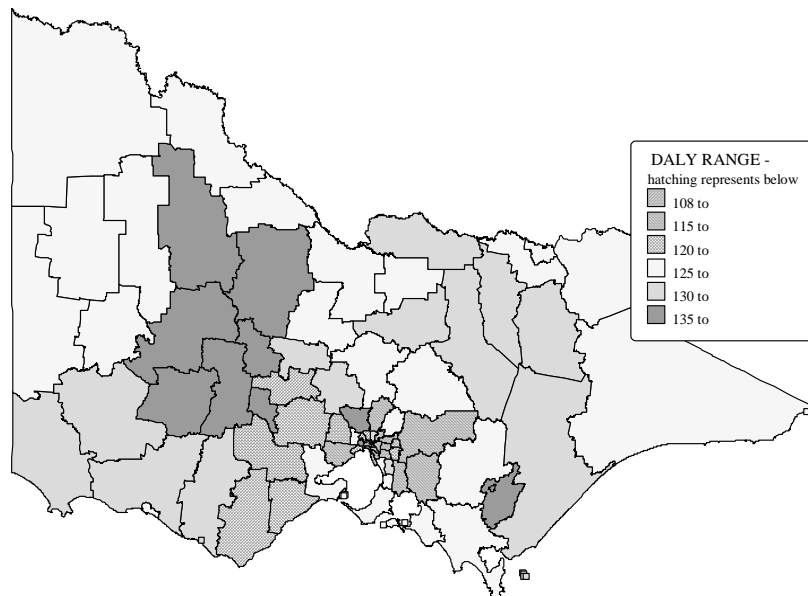 DALY RANGE -
hatching represents below
108 to
115 to
120 to
125 to
130 to
135 to